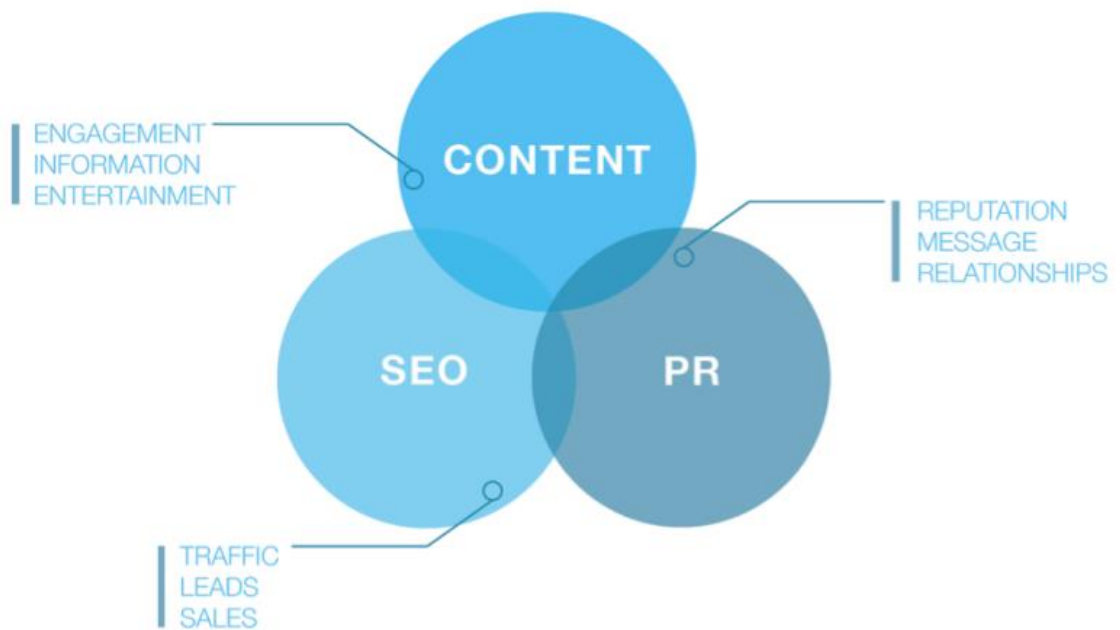 CONTENT
ENGAGEMENT
INFORMATION
ENTERTAINMENT
REPUTATION
MESSAGE
RELATIONSHIPS
SEO
PR
TRAFFIC
LEADS
SALES